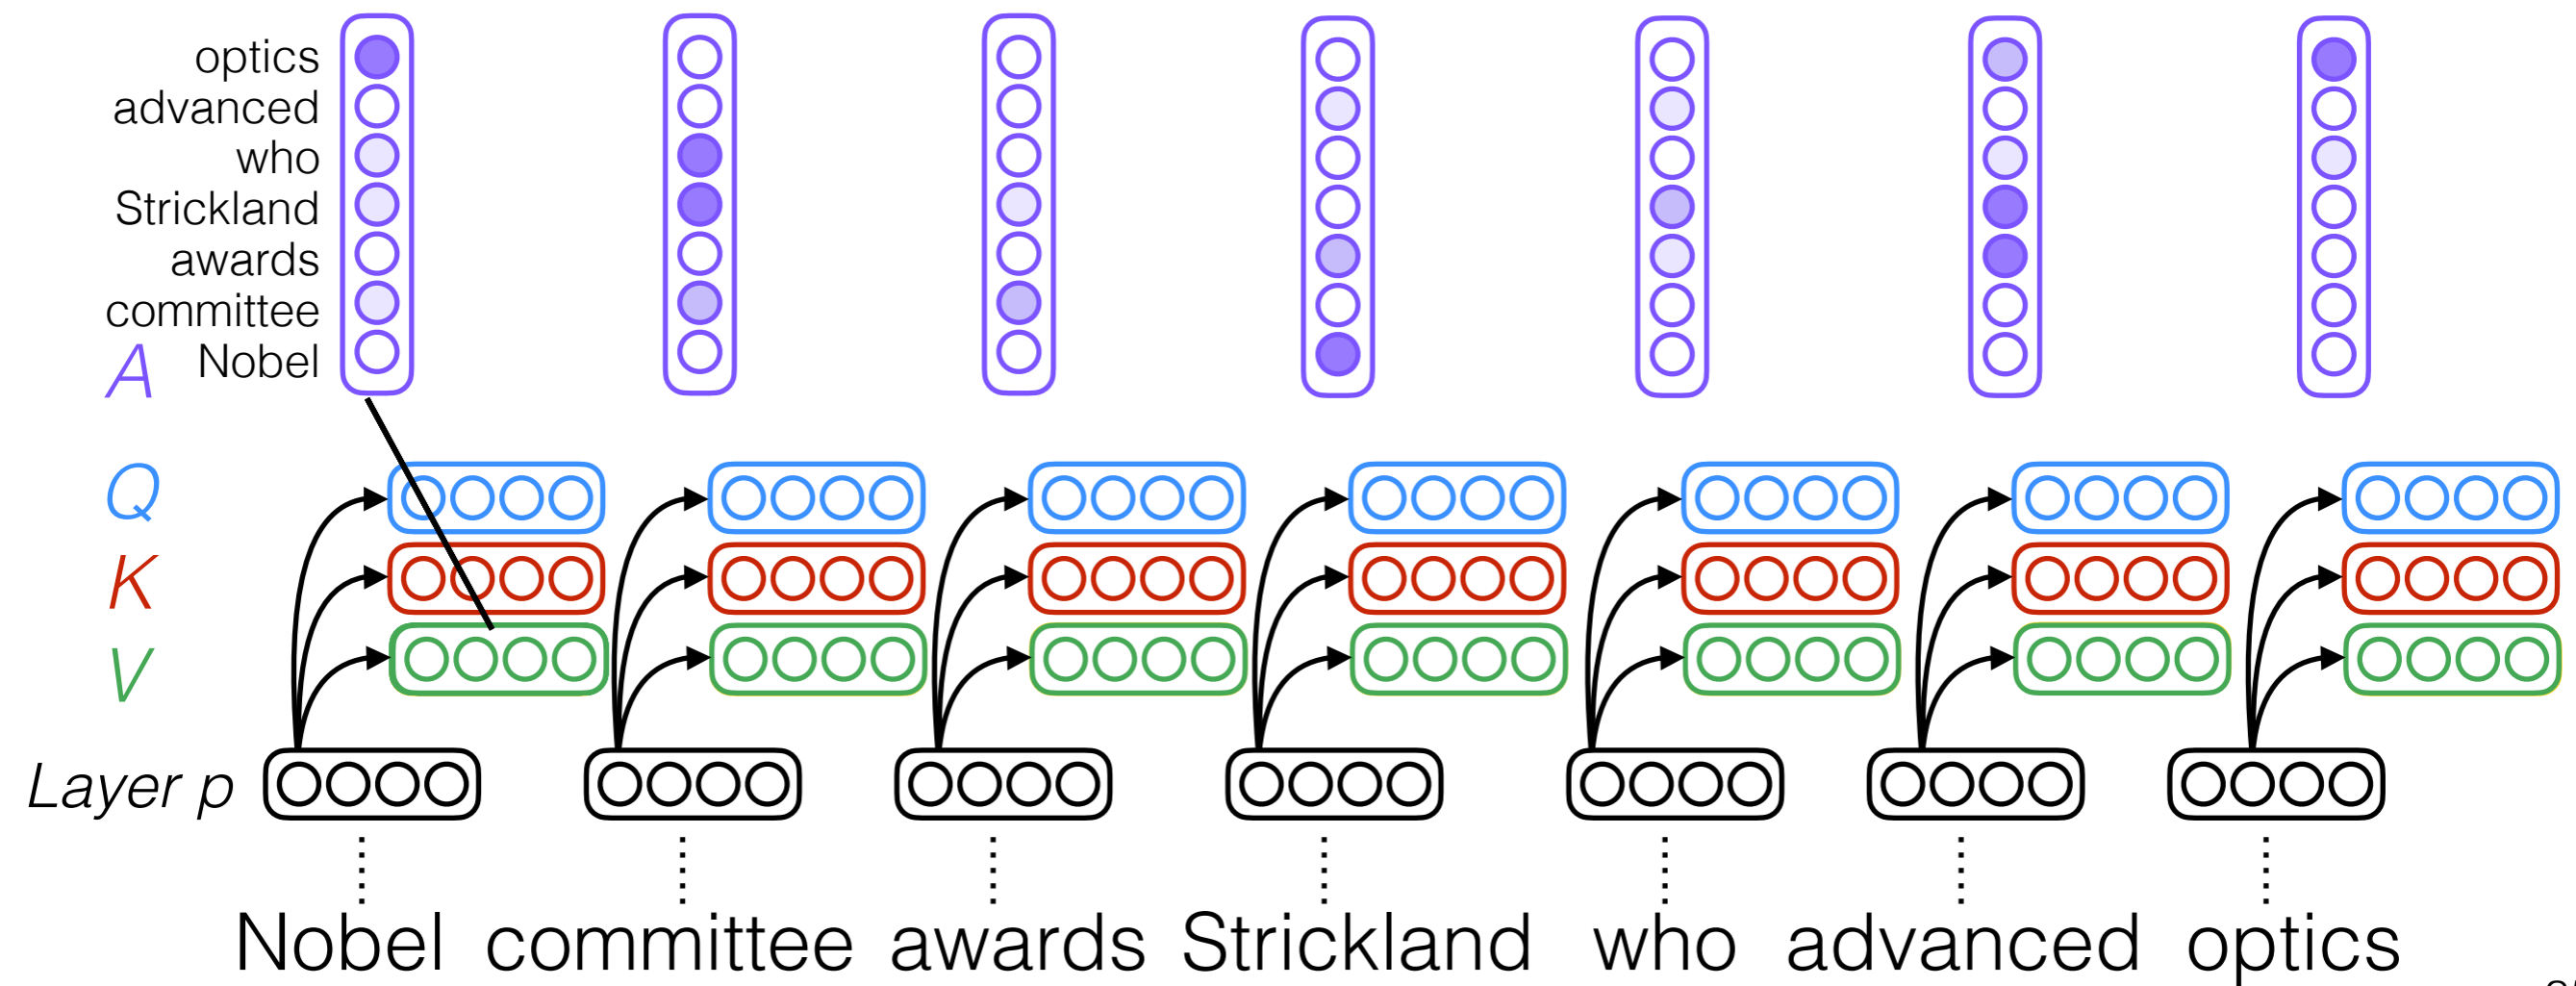 optics
advanced
who
Strickland
awards
committee
A Nobel
Q
K
V
Layer p
Nobel committee awards Strickland who advanced optics